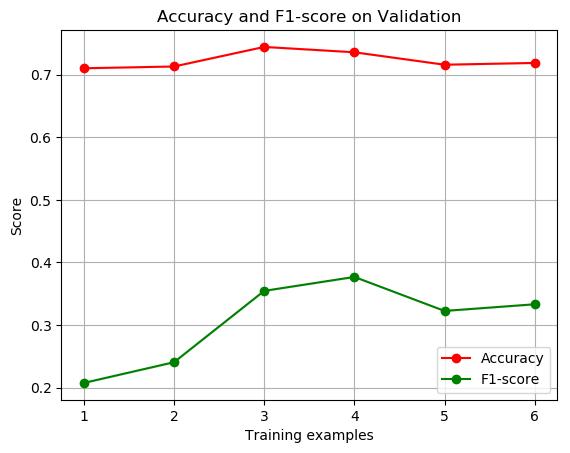 Accuracy and F1-score on Validation
Score
0.7
0.6
0.5
0.4
0.3
0.2
1 2 3 4 5 6
Training examples
Accuracy
F1-score